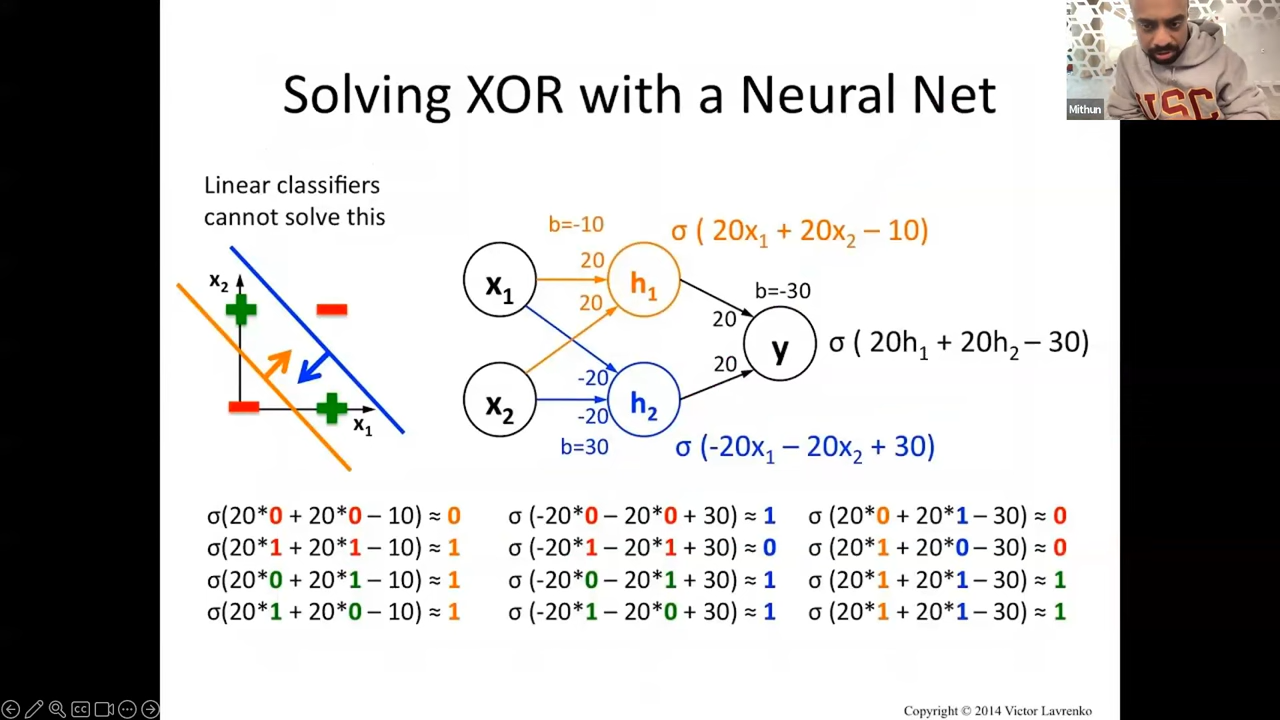 Solving XOR with a Neural Net
Mithun
USC
Linear classifiers
cannot solve this
x₂
x₁
b=-10
20
20
x₁
x₂
h₁
h₂
-20
-20
b=30
σ ( 20x₁ + 20x₂ – 10)
σ (-20x₁ – 20x₂ + 30)
20
20
b=-30
y
σ ( 20h₁ + 20h₂ – 30)
σ(20*0 + 20*0 – 10) ≈ 0
σ(20*1 + 20*1 – 10) ≈ 1
σ(20*0 + 20*1 – 10) ≈ 1
σ(20*1 + 20*0 – 10) ≈ 1
σ (-20*0 – 20*0 + 30) ≈ 1
σ (-20*1 – 20*1 + 30) ≈ 0
σ (-20*0 – 20*1 + 30) ≈ 1
σ (-20*1 – 20*0 + 30) ≈ 1
σ (20*0 + 20*1 – 30) ≈ 0
σ (20*1 + 20*0 – 30) ≈ 0
σ (20*1 + 20*1 – 30) ≈ 1
σ (20*1 + 20*1 – 30) ≈ 1
CC
Copyright © 2014 Victor Lavrenko